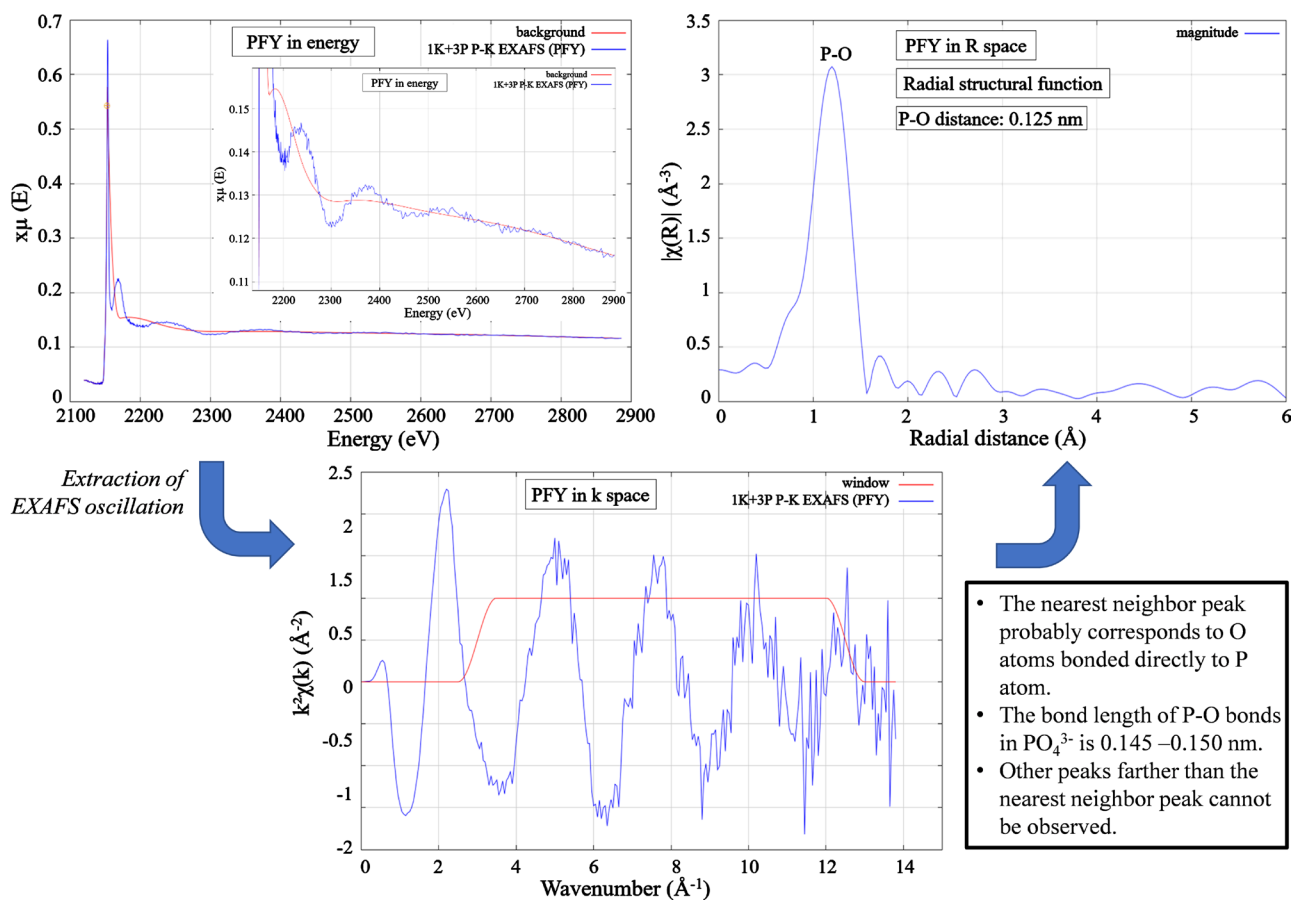 PFY in energy
background
1K+3P P-K EXAFS (PFY)
xμ (E)
0.7
0.6
0.5
0.4
0.3
0.2
0.1
0
2100
2200
2300
2400
2500
2600
2700
2800
2900
Energy (eV)
PFY in energy
background
1K+3P P-K EXAFS (PFY)
xμ (E)
0.15
0.14
0.13
0.12
0.11
2200
2300
2400
2500
2600
2700
2800
2900
Energy (eV)
PFY in R space
Radial structural function
P-O distance: 0.125 nm
P-O
magnitude
|χ(R)| (Å-3)
3.5
3
2.5
2
1.5
1
0.5
0
0
1
2
3
4
5
6
Radial distance (Å)
Extraction of
EXAFS oscillation
PFY in k space
window
1K+3P P-K EXAFS (PFY)
k²χ(k) (Å-2)
2.5
2
1.5
1
0.5
0
-0.5
-1
-1
-2
0
2
4
6
8
10
12
14
Wavenumber (Å-1)
• The nearest neighbor peak
probably corresponds to O
atoms bonded directly to P
atom.
• The bond length of P-O bonds
in PO₄³⁻ is 0.145 –0.150 nm.
• Other peaks farther than the
nearest neighbor peak cannot
be observed.